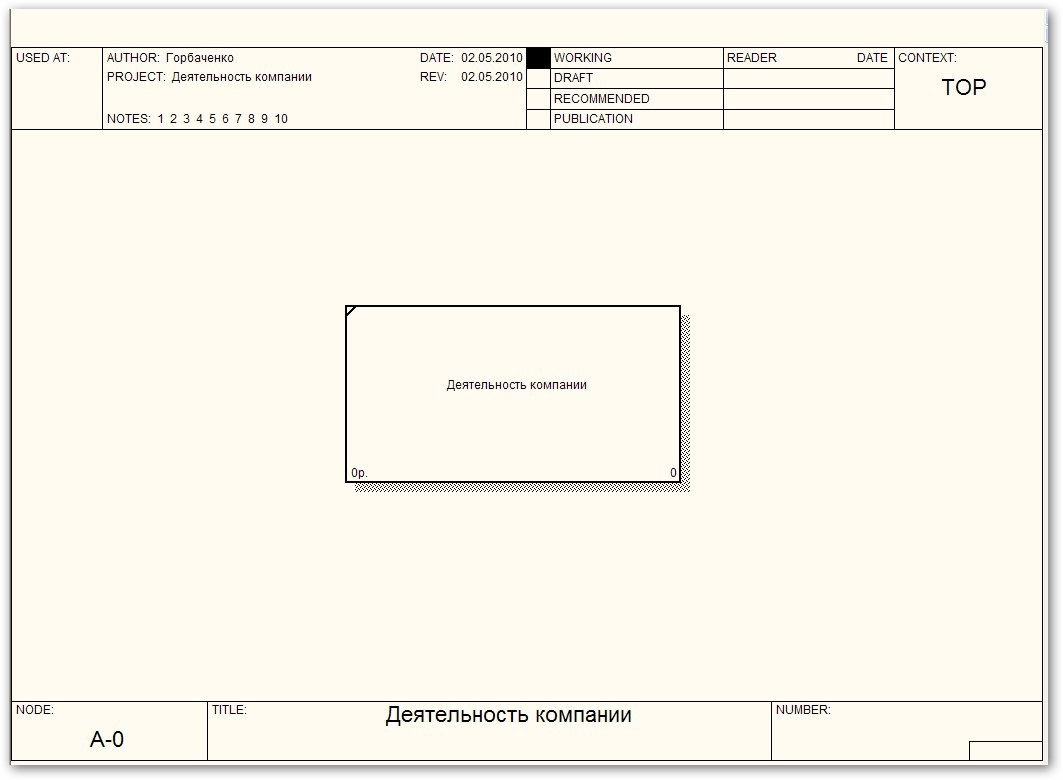 USED AT:
AUTHOR: Горбаченко
DATE: 02.05.2010
PROJECT: Деятельность компании
REV: 02.05.2010
NOTES: 1 2 3 4 5 6 7 8 9 10
WORKING
DRAFT
RECOMMENDED
PUBLICATION
READER DATE
CONTEXT:
TOP
Деятельность компании
0р. 0
NODE:
A-0
TITLE:
Деятельность компании
NUMBER: